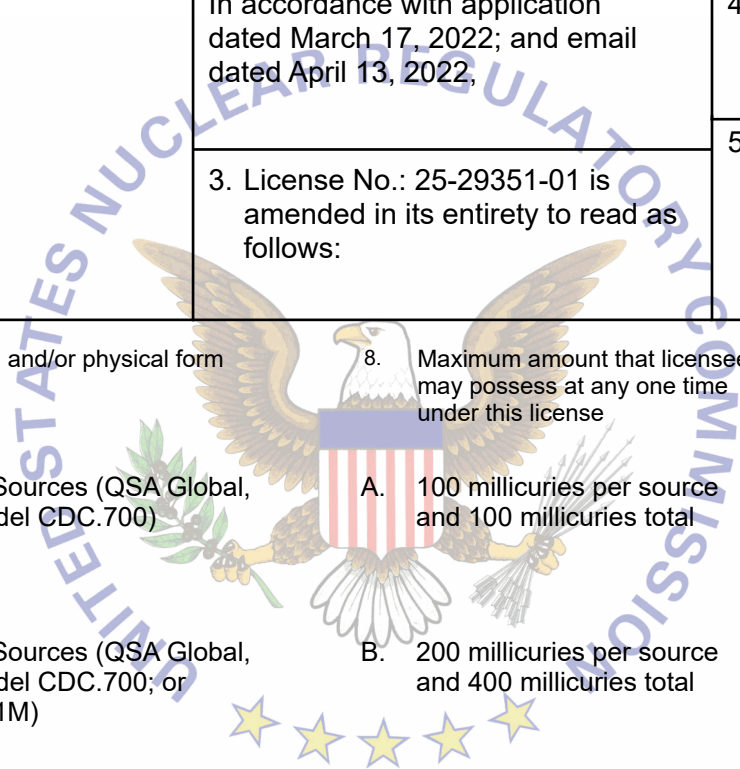 In accordance with application
dated March 17, 2022; and email
dated April 13, 2022,
4
5
3. License No.: 25-29351-01 is
amended in its entirety to read as
follows:
and/or physical form
8. Maximum amount that licensee
may possess at any one time
under this license
Sources (QSA Global,
del CDC.700)
A. 100 millicuries per source
and 100 millicuries total
Sources (QSA Global,
del CDC.700; or
1M)
B. 200 millicuries per source
and 400 millicuries total
UNITED STATES NUCLEAR REGULATORY COMMISSION